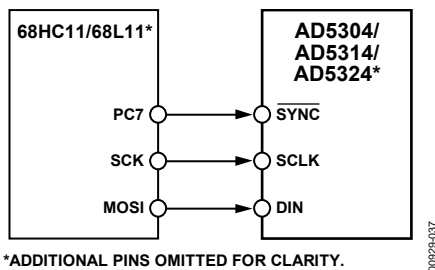 68HC11/68L11*
AD5304/
AD5314/
AD5324*
PC7
SYNC
SCK
SCLK
MOSI
DIN
*ADDITIONAL PINS OMITTED FOR CLARITY.
00929-037